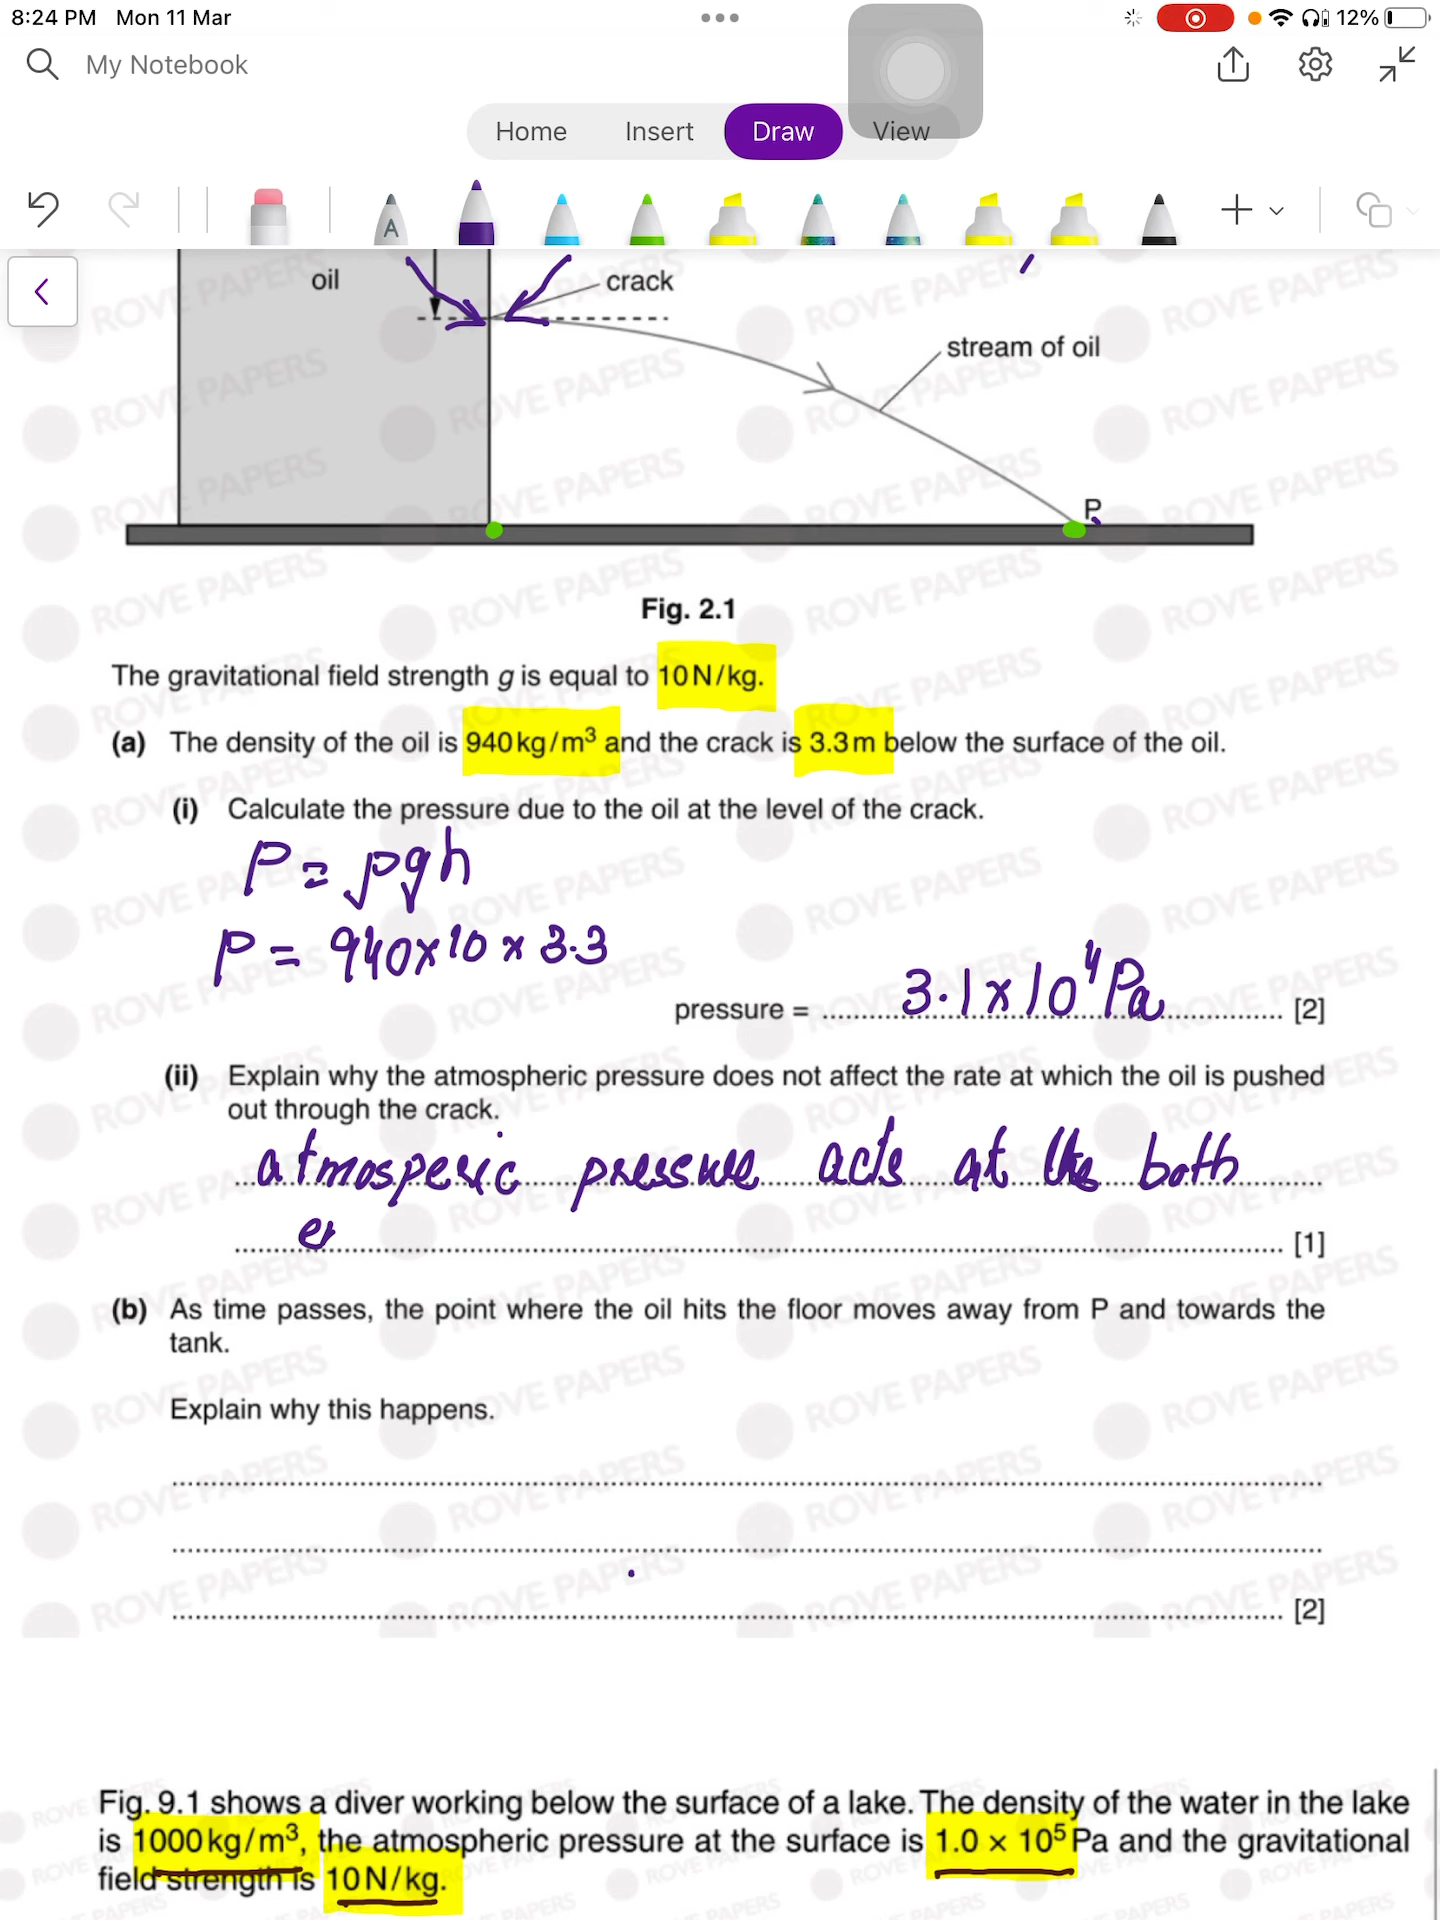 8:24 PM Mon 11 Mar
12%
My Notebook
Home Insert Draw View
A
oil
crack
stream of oil
P
Fig. 2.1
The gravitational field strength g is equal to 10 N/kg.
(a) The density of the oil is 940 kg/m³ and the crack is 3.3 m below the surface of the oil.
(i) Calculate the pressure due to the oil at the level of the crack.
P = ρgh
P = 940 x 10 x 3.3
pressure = 3.1 x 10⁴ Pa [2]
(ii) Explain why the atmospheric pressure does not affect the rate at which the oil is pushed
out through the crack.
atmosperic pressure acts at the both
er
[1]
(b) As time passes, the point where the oil hits the floor moves away from P and towards the
tank.
Explain why this happens.
[2]
Fig. 9.1 shows a diver working below the surface of a lake. The density of the water in the lake
is 1000 kg/m³, the atmospheric pressure at the surface is 1.0 × 10⁵ Pa and the gravitational
field strength is 10 N/kg.
ROVE PAPERS